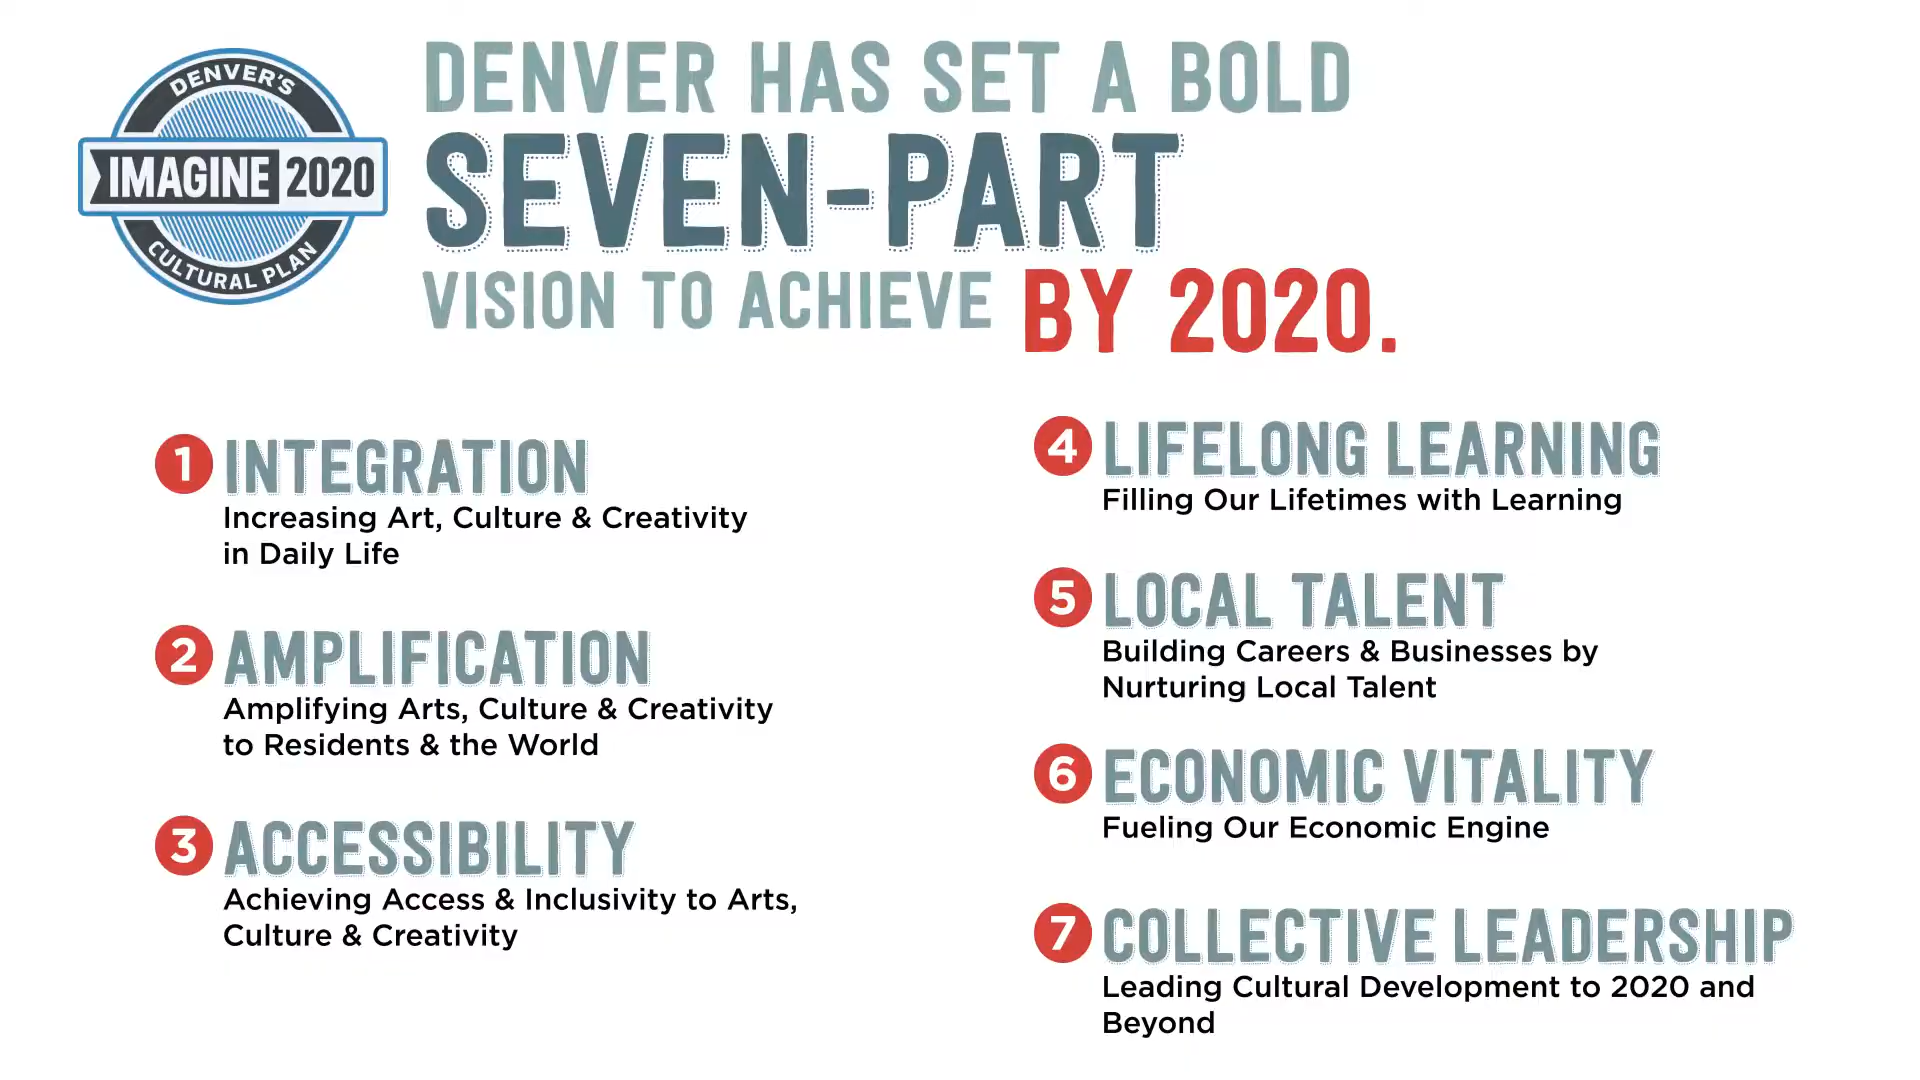 DENVER'S
IMAGINE 2020
CULTURAL PLAN
DENVER HAS SET A BOLD
SEVEN-PART
VISION TO ACHIEVE BY 2020.
1 INTEGRATION
Increasing Art, Culture & Creativity
in Daily Life
2 AMPLIFICATION
Amplifying Arts, Culture & Creativity
to Residents & the World
3 ACCESSIBILITY
Achieving Access & Inclusivity to Arts,
Culture & Creativity
4 LIFELONG LEARNING
Filling Our Lifetimes with Learning
5 LOCAL TALENT
Building Careers & Businesses by
Nurturing Local Talent
6 ECONOMIC VITALITY
Fueling Our Economic Engine
7 COLLECTIVE LEADERSHIP
Leading Cultural Development to 2020 and
Beyond